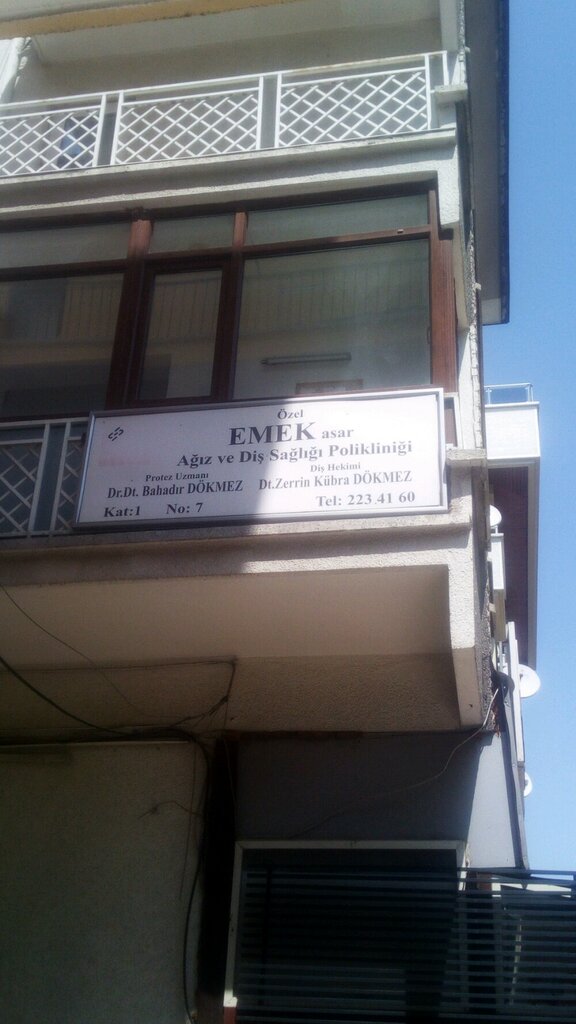 Özel
EMEK asar
Ağız ve Diş Sağlığı Polikliniği
Protez Uzmanı Diş Hekimi
Dr.Dt. Bahadır DÖKMEZ Dt.Zerrin Kübra DÖKMEZ
Kat:1 No: 7 Tel: 223 41 60